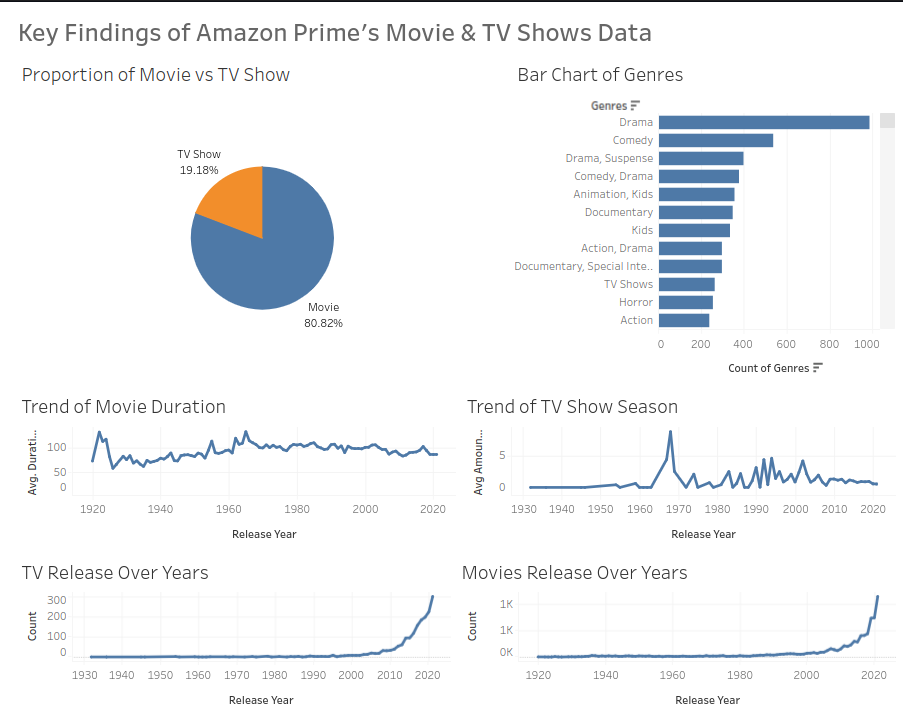 Key Findings of Amazon Prime's Movie & TV Shows Data
Proportion of Movie vs TV Show
TV Show
19.18%
Movie
80.82%
Bar Chart of Genres
Genres
Drama
Comedy
Drama, Suspense
Comedy, Drama
Animation, Kids
Documentary
Kids
Action, Drama
Documentary, Special Inte..
TV Shows
Horror
Action
0 200 400 600 800 1000
Count of Genres
Trend of Movie Duration
Avg. Durati...
100
50
0
1920 1940 1960 1980 2000 2020
Release Year
Trend of TV Show Season
Avg Amoun...
5
0
1930 1940 1950 1960 1970 1980 1990 2000 2010 2020
Release Year
TV Release Over Years
Count
300
200
100
0
1930 1940 1950 1960 1970 1980 1990 2000 2010 2020
Release Year
Movies Release Over Years
Count
1K
1K
0K
1920 1940 1960 1980 2000 2020
Release Year